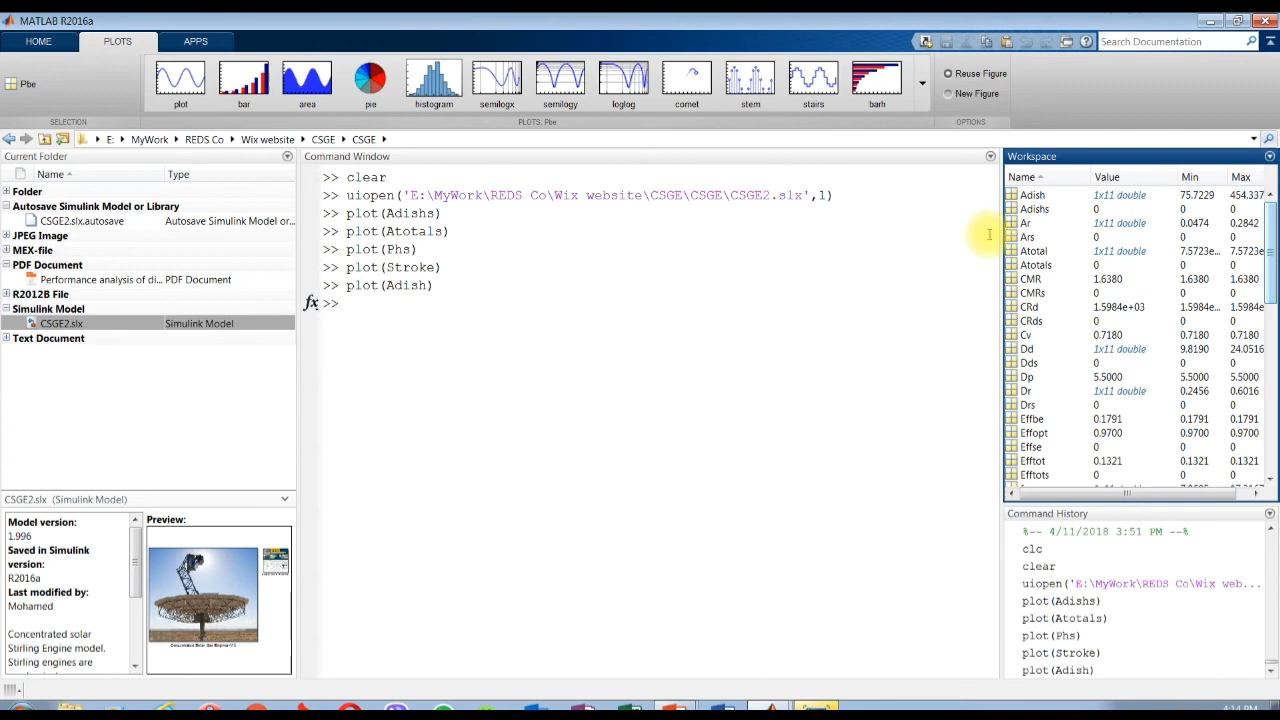 MATLAB R2016a
HOME
PLOTS
APPS
Search Documentation
Pbe
plot
bar
area
pie
histogram
semilogx
semilogy
loglog
comet
stem
stairs
barh
Reuse Figure
New Figure
SELECTION
PLOTS: Pbe
OPTIONS
E: MyWork REDS Co Wix website CSGE CSGE
Current Folder
Name Type
Folder
Autosave Simulink Model or Library
CSGE2.slx.autosave Autosave Simulink Model or...
JPEG Image
MEX-file
PDF Document
Performance analysis of di... PDF Document
R2012B File
Simulink Model
CSGE2.slx Simulink Model
Text Document
CSGE2.slx (Simulink Model)
Model version:
1.996
Saved in Simulink
version:
R2016a
Last modified by:
Mohamed
Concentrated solar
Stirling Engine model.
Stirling engines are
Preview:
Command Window
>> clear
>> uiopen('E:\MyWork\REDS Co\Wix website\CSGE\CSGE\CSGE2.slx',1)
>> plot(Adishs)
>> plot(Atotals)
>> plot(Phs)
>> plot(Stroke)
>> plot(Adish)
fx >>
Workspace
Name Value Min Max
Adish 1x11 double 75.7229 454.337
Adishs 0 0 0
Ar 1x11 double 0.0474 0.2842
Ars 0 0 0
Atotal 1x11 double 7.5723e... 7.5723e
Atotals 0 0 0
CMR 1.6380 1.6380 1.6380
CMRs 0 0 0
CRd 1.5984e+03 1.5984e... 1.5984e
CRds 0 0 0
Cv 0.7180 0.7180 0.7180
Dd 1x11 double 9.8190 24.0516
Dds 0 0 0
Dp 5.5000 5.5000 5.5000
Dr 1x11 double 0.2456 0.6016
Drs 0 0 0
Effbe 0.1791 0.1791 0.1791
Effopt 0.9700 0.9700 0.9700
Effse 0 0 0
Efftot 0.1321 0.1321 0.1321
Efftots 0 0 0
Command History
%-- 4/11/2018 3:51 PM --%
clc
clear
uiopen('E:\MyWork\REDS Co\Wix web...
plot(Adishs)
plot(Atotals)
plot(Phs)
plot(Stroke)
plot(Adish)
4:14 PM